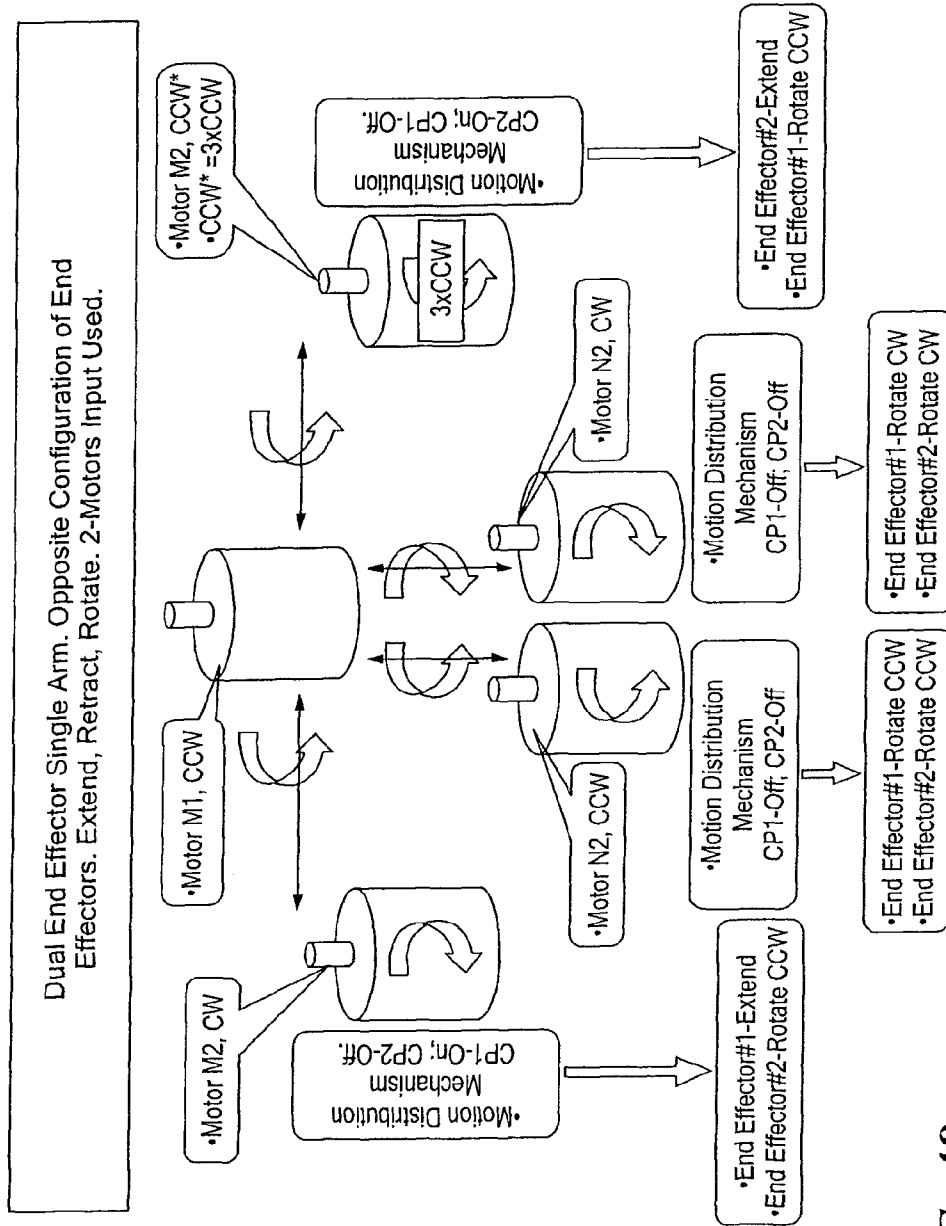 Dual End Effector Single Arm. Opposite Configuration of End
Effectors. Extend, Retract, Rotate. 2-Motors Input Used.
•Motor M1, CCW
•Motor M2, CW
•Motion Distribution
Mechanism
CP1-On; CP2-Off.
•End Effector#1-Extend
•End Effector#2-Rotate CCW
•Motor N2, CCW
•Motion Distribution
Mechanism
CP1-Off; CP2-Off
•End Effector#1-Rotate CCW
•End Effector#2-Rotate CCW
•Motor N2, CW
•Motion Distribution
Mechanism
CP1-Off; CP2-Off
•End Effector#1-Rotate CW
•End Effector#2-Rotate CW
•Motor M2, CCW*
•CCW* =3xCCW
3xCCW
•Motion Distribution
Mechanism
CP2-On; CP1-Off.
•End Effector#2-Extend
•End Effector#1-Rotate CCW